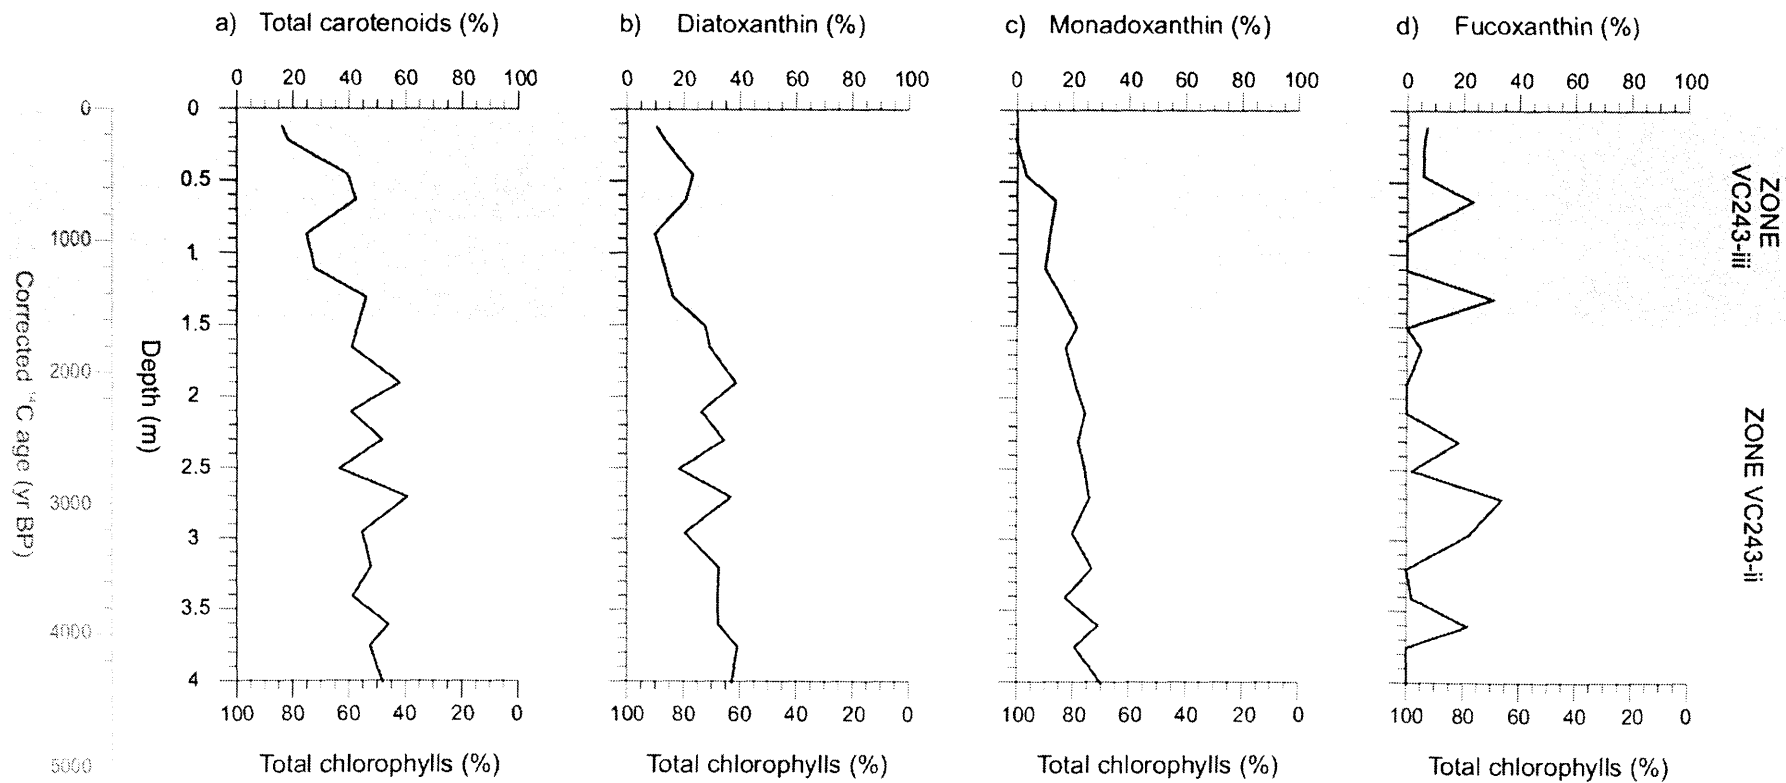 a) Total carotenoids (%)
b) Diatoxanthin (%)
c) Monadoxanthin (%)
d) Fucoxanthin (%)
0 20 40 60 80 100
0 20 40 60 80 100
0 20 40 60 80 100
0 20 40 60 80 100
Corrected 14C age (yr BP)
0
1000
2000
3000
4000
5000
Depth (m)
0
0.5
1
1.5
2
2.5
3
3.5
4
ZONE
VC243-iii
ZONE VC243-ii
100 80 60 40 20 0
100 80 60 40 20 0
100 80 60 40 20 0
100 80 60 40 20 0
Total chlorophylls (%)
Total chlorophylls (%)
Total chlorophylls (%)
Total chlorophylls (%)